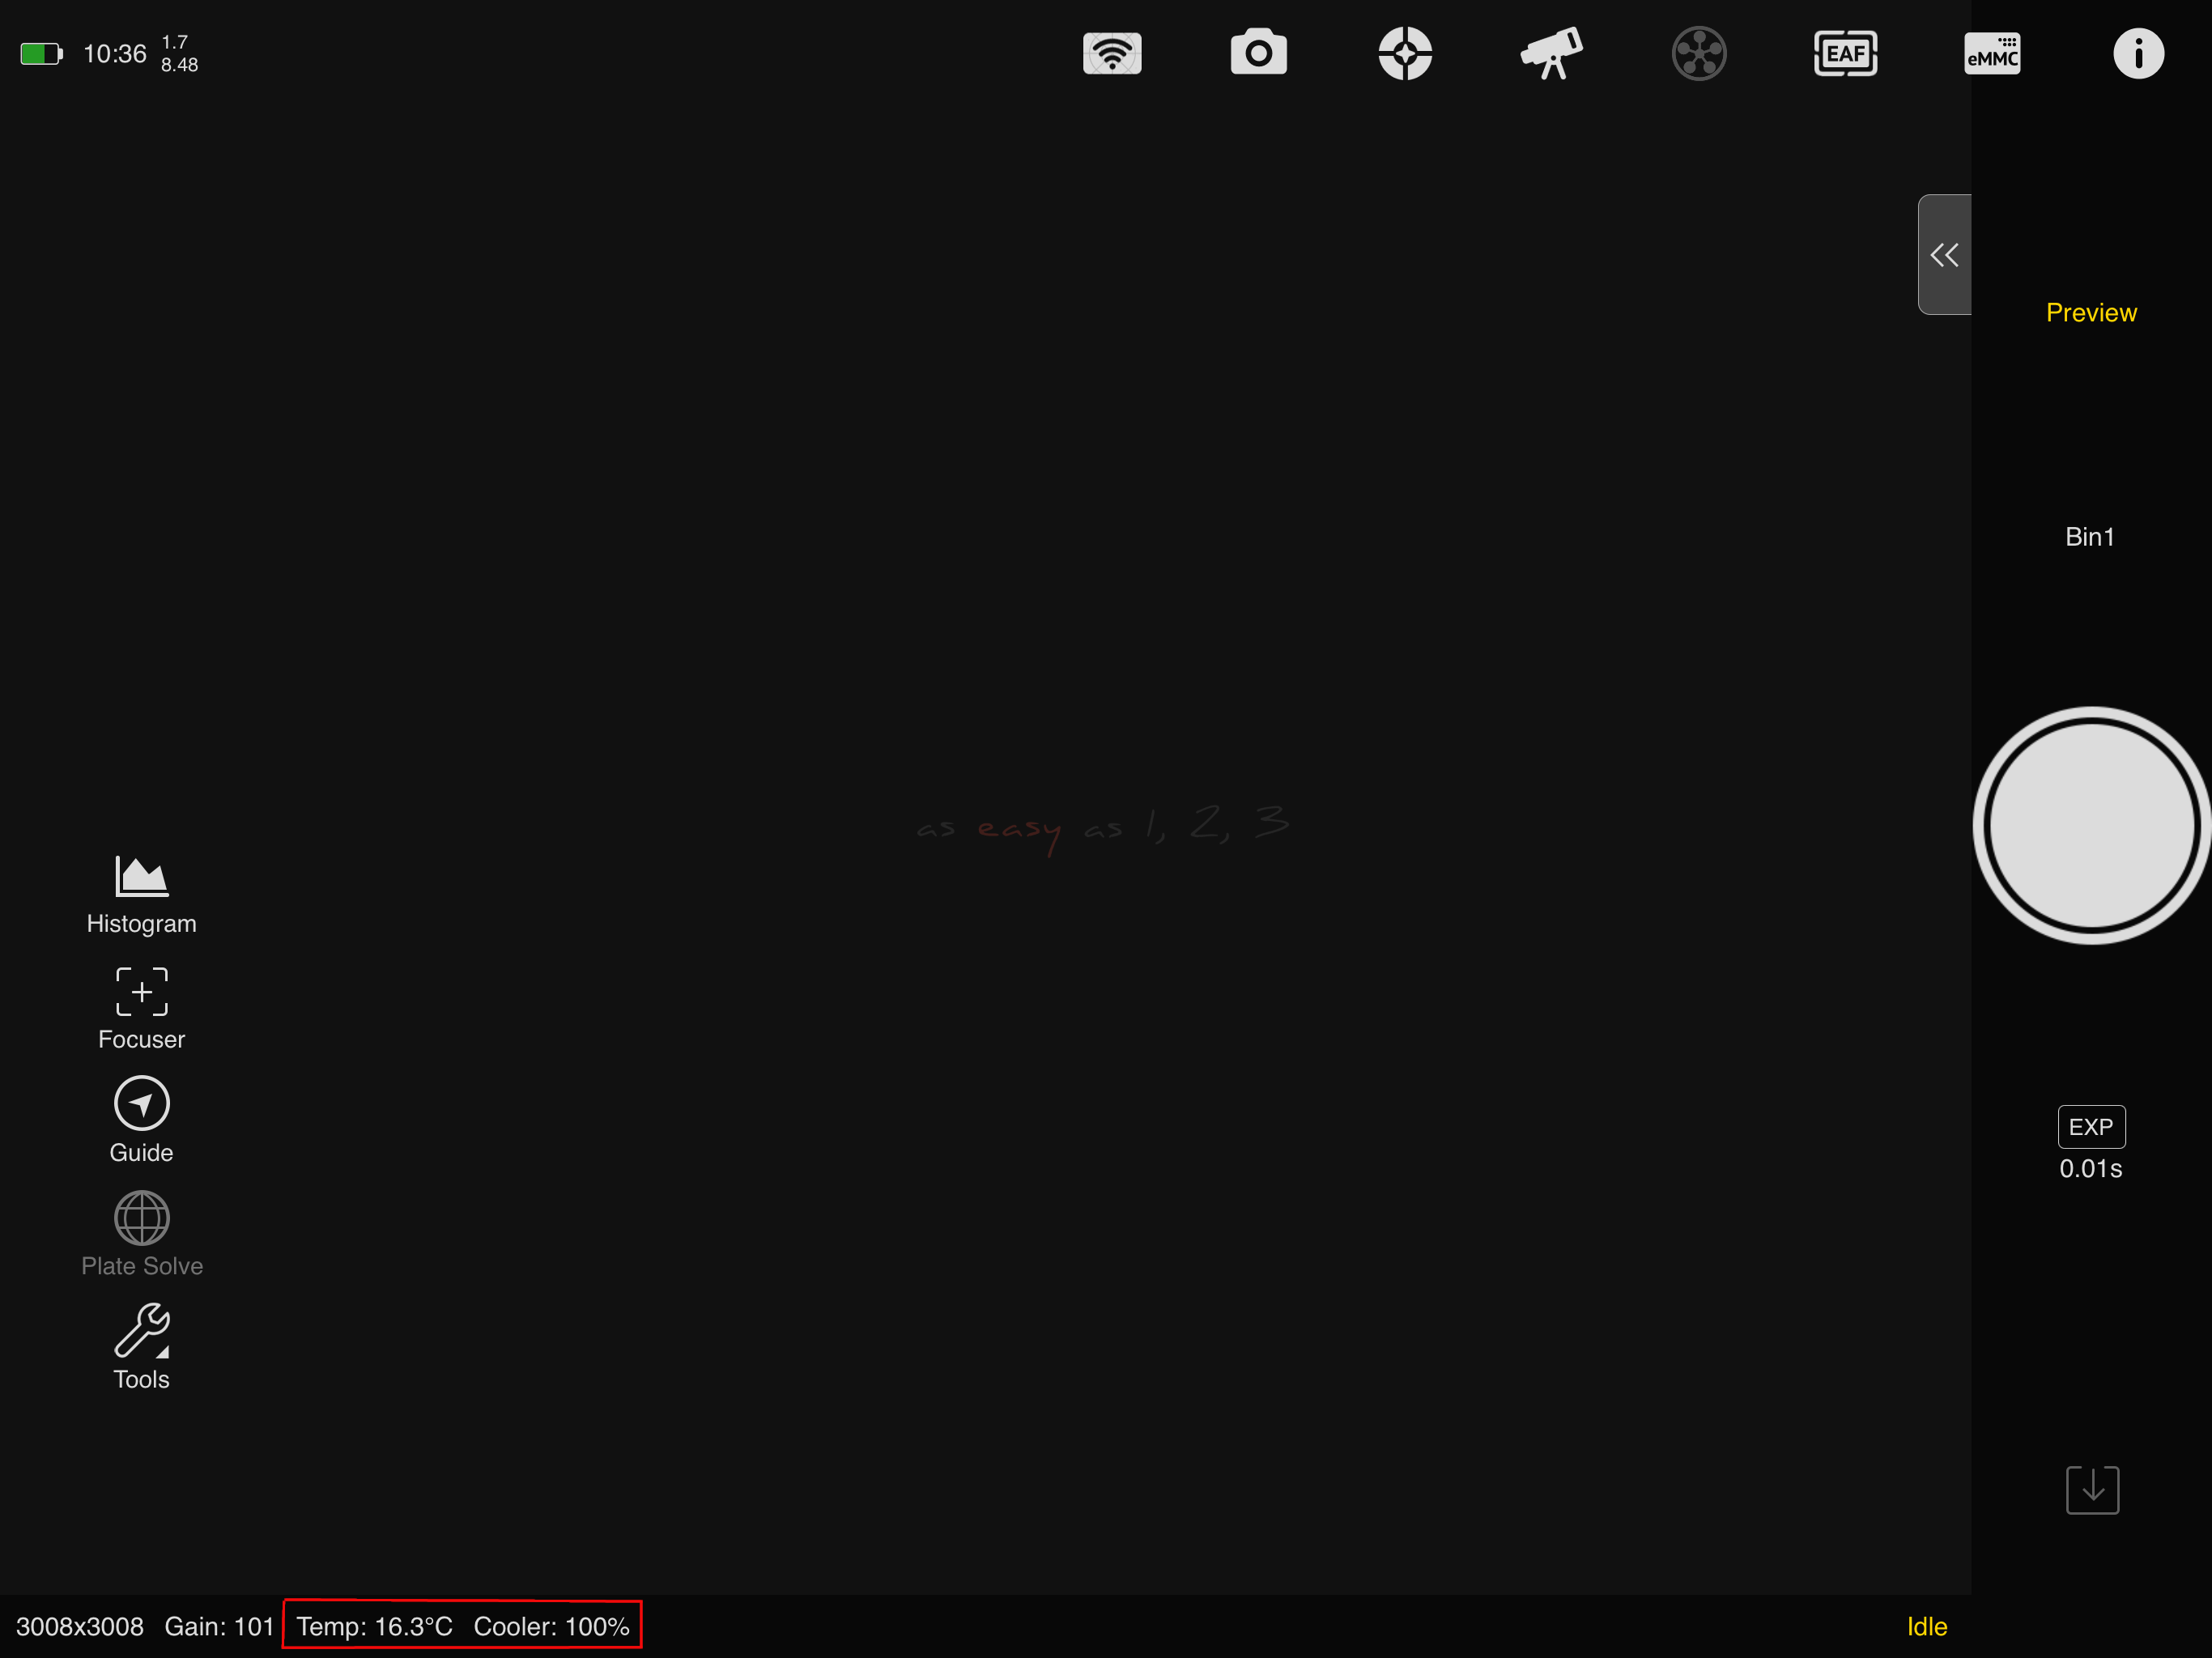 10:36
1.7
8.48
EAF
eMMC
Preview
Bin1
as easy as 1, 2, 3
Histogram
Focuser
Guide
EXP
0.01s
Plate Solve
Tools
3008x3008 Gain: 101 Temp: 16.3°C Cooler: 100%
Idle